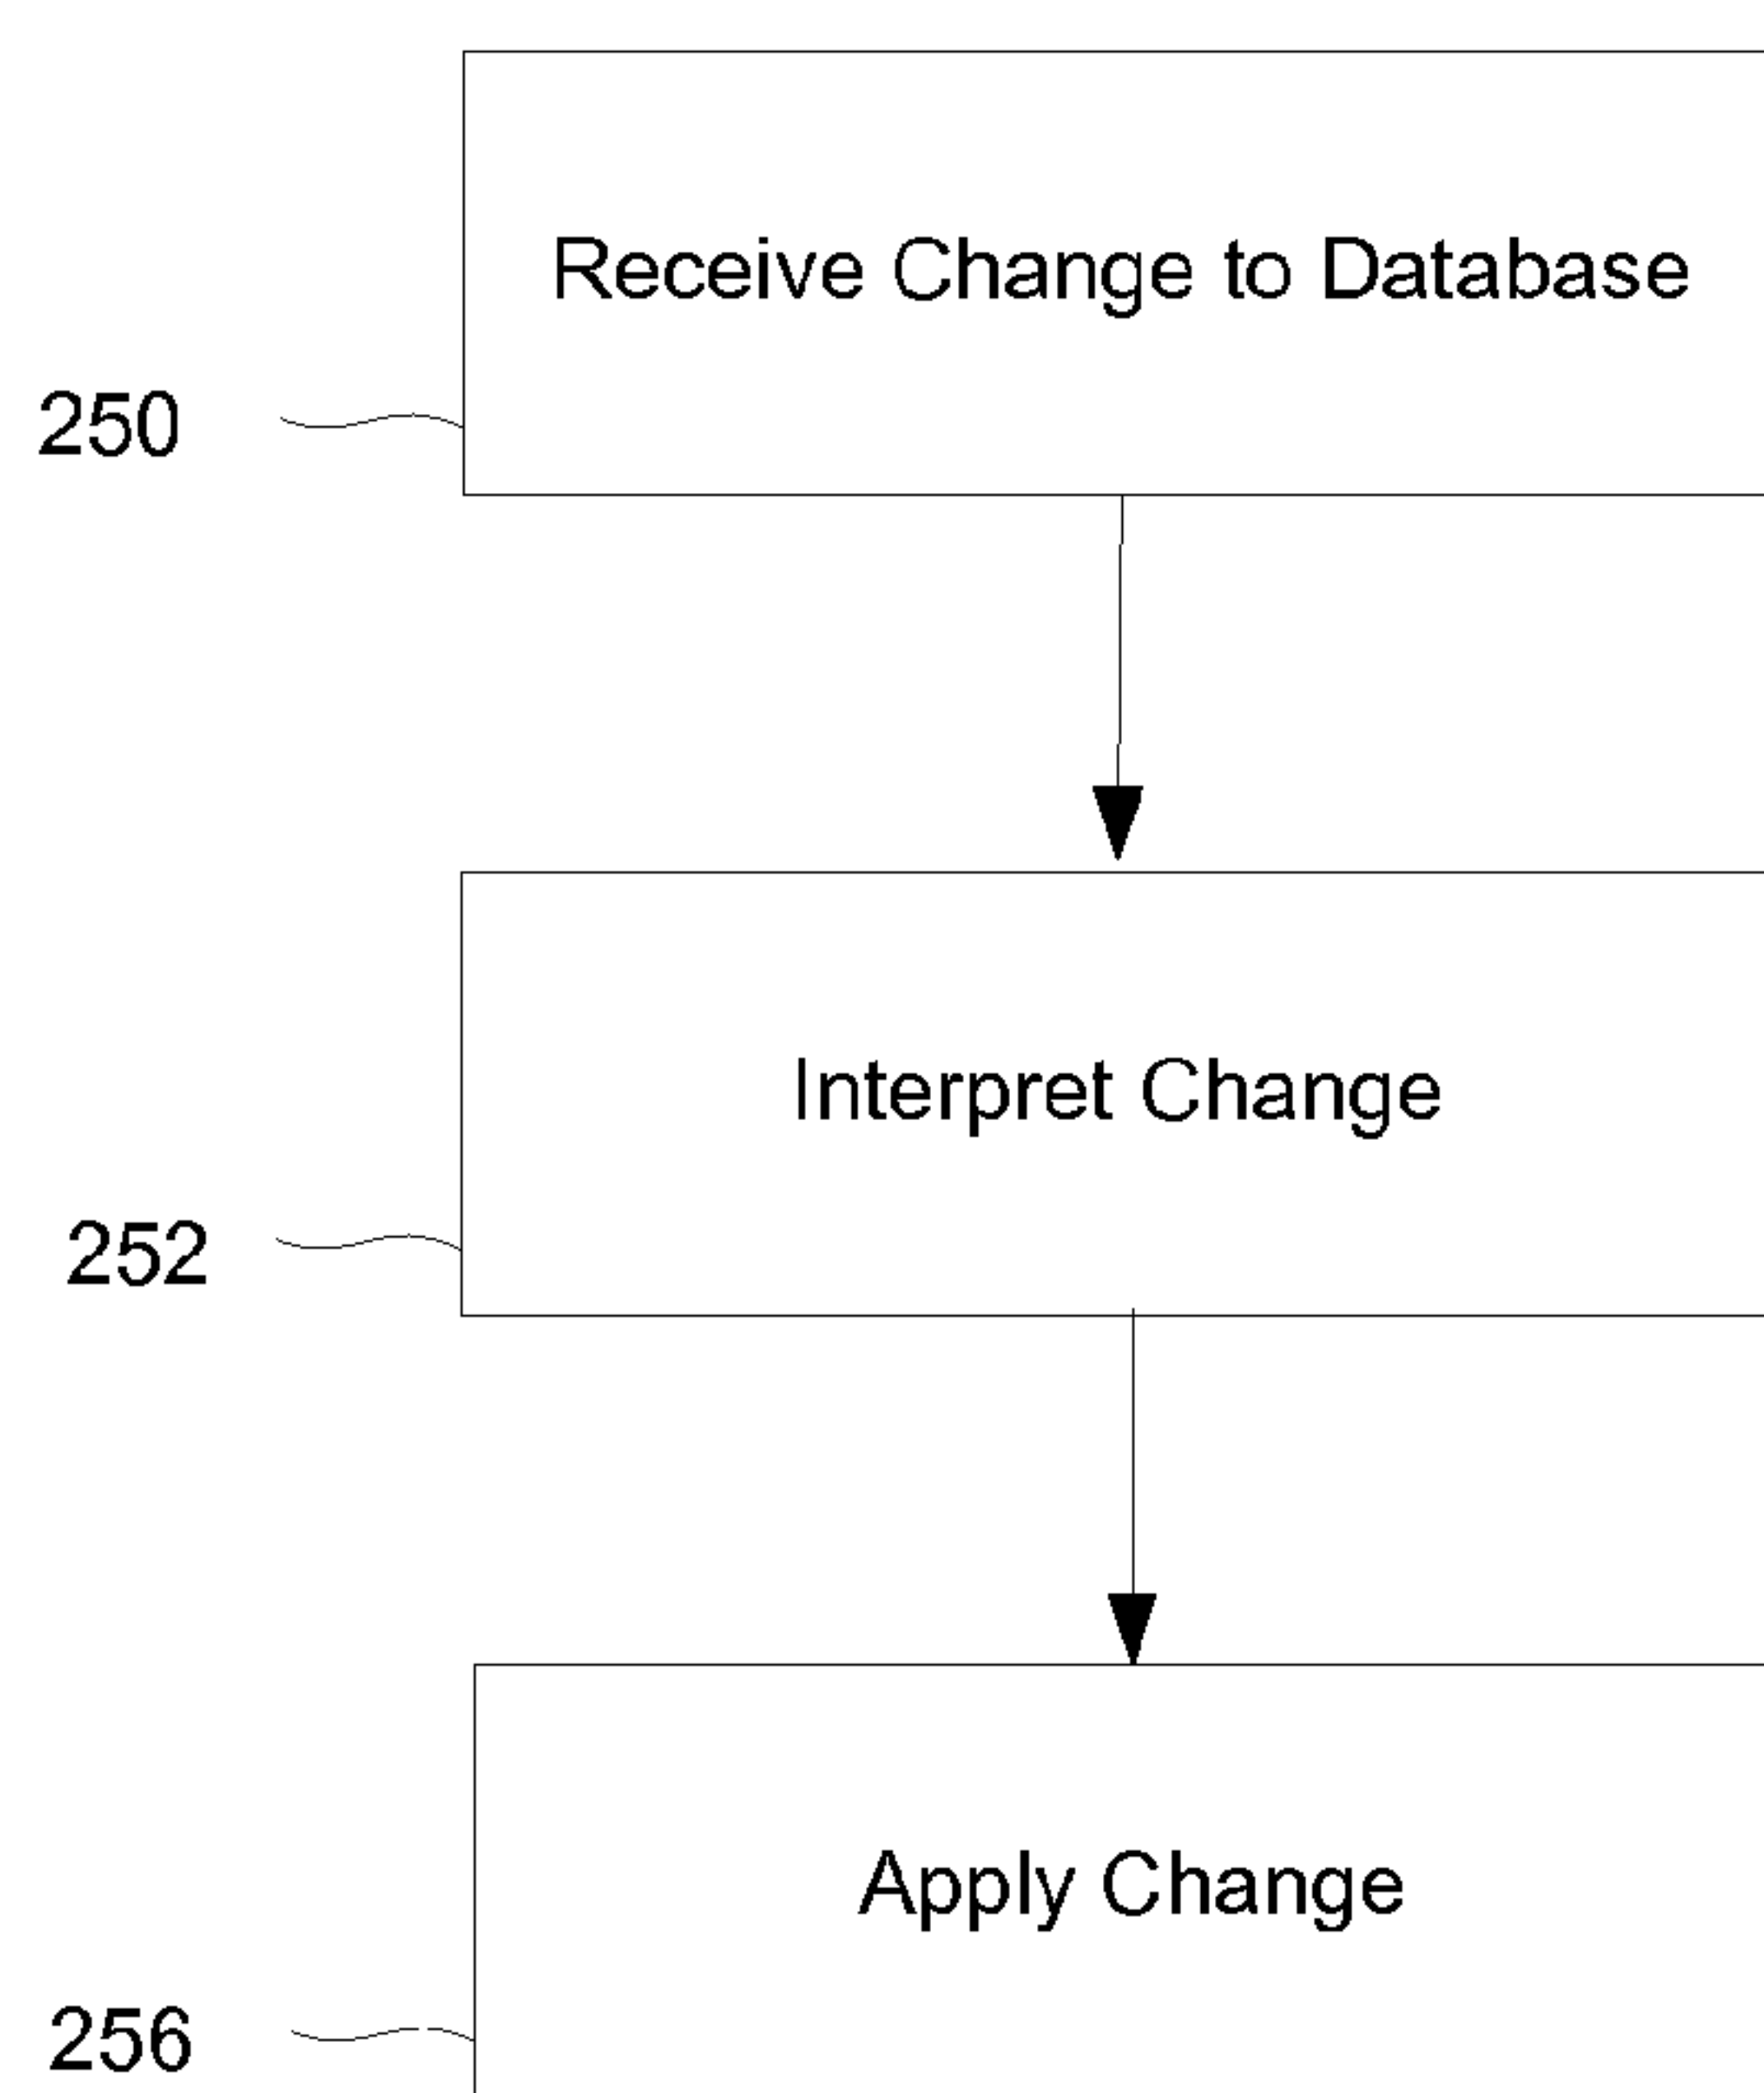 Receive Change to Database
250
Interpret Change
252
Apply Change
256